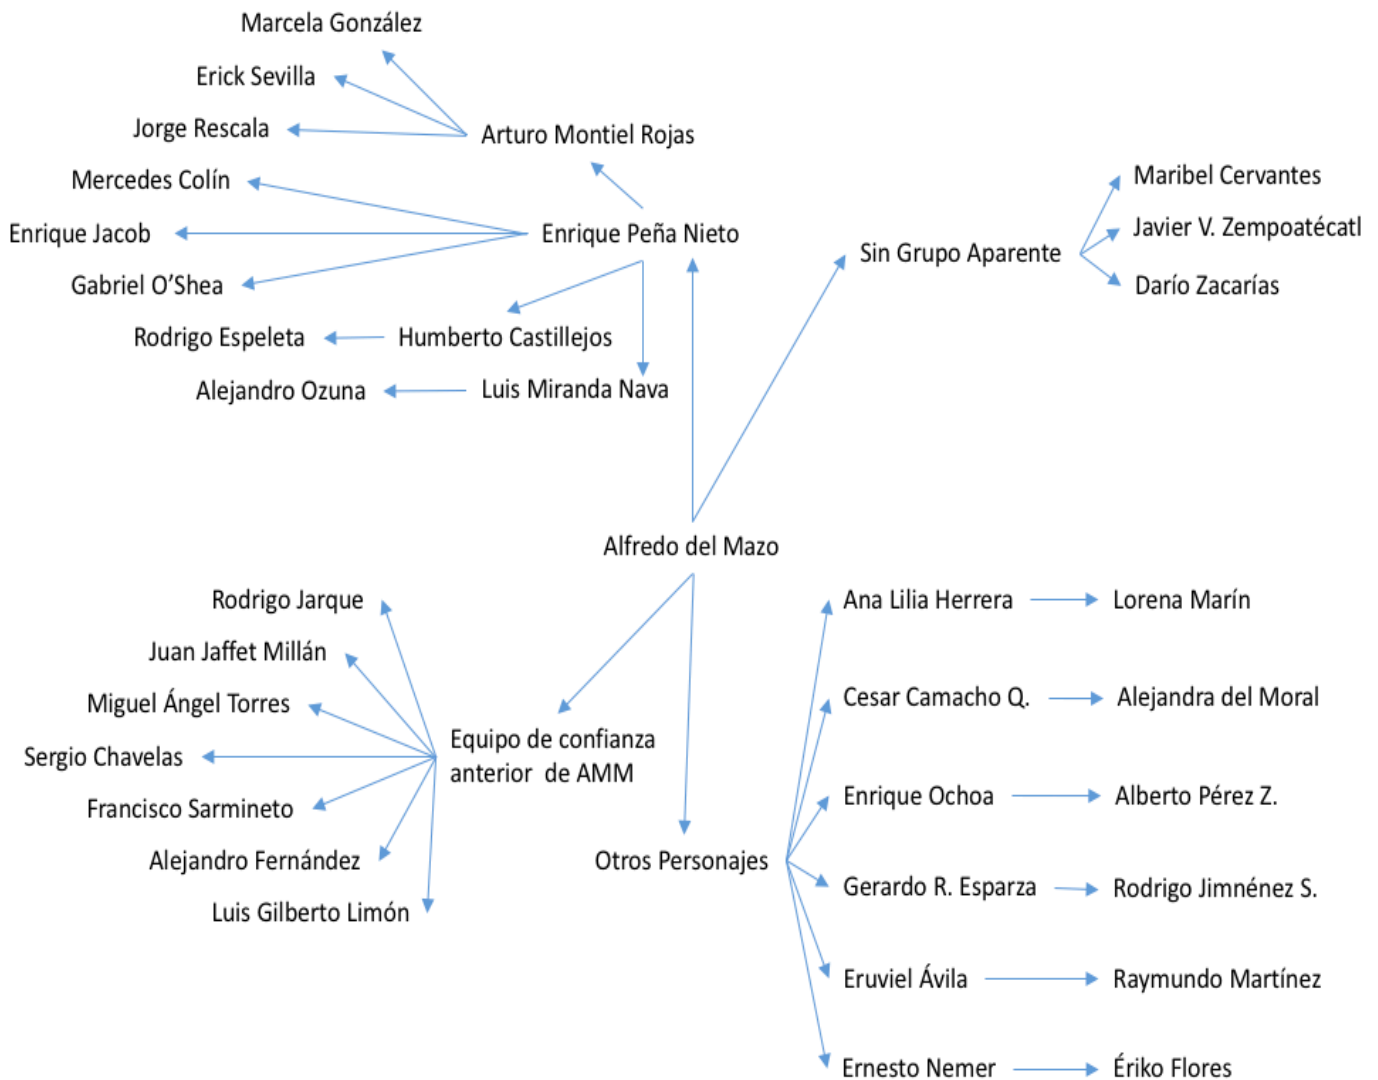 Marcela González
Erick Sevilla
Jorge Rescala
Arturo Montiel Rojas
Mercedes Colín
Enrique Jacob
Enrique Peña Nieto
Gabriel O’Shea
Rodrigo Espeleta
Humberto Castillejos
Alejandro Ozuna
Luis Miranda Nava
Sin Grupo Aparente
Maribel Cervantes
Javier V. Zempoatécatl
Darío Zacarías
Alfredo del Mazo
Rodrigo Jarque
Juan Jaffet Millán
Miguel Ángel Torres
Sergio Chavelas
Francisco Sarmineto
Alejandro Fernández
Luis Gilberto Limón
Equipo de confianza
anterior de AMM
Otros Personajes
Ana Lilia Herrera
Lorena Marín
Cesar Camacho Q.
Alejandra del Moral
Enrique Ochoa
Alberto Pérez Z.
Gerardo R. Esparza
Rodrigo Jimnénez S.
Eruviel Ávila
Raymundo Martínez
Ernesto Nemer
Ériko Flores